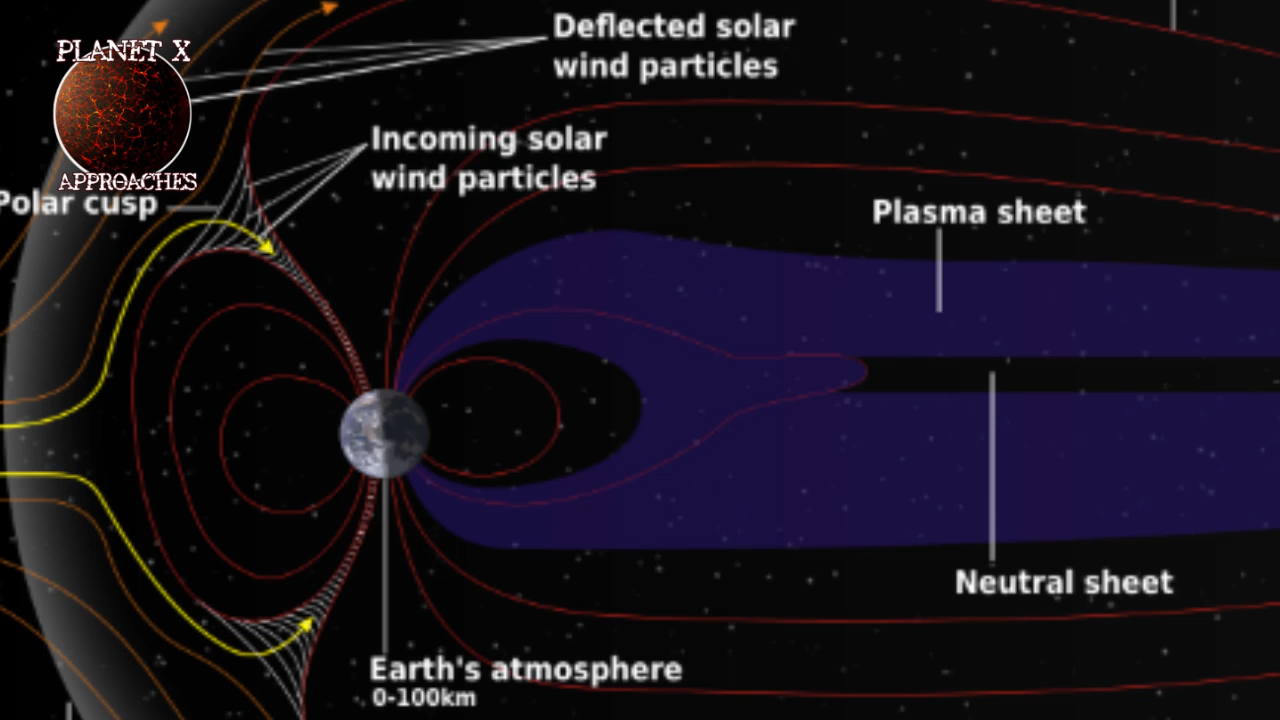 Deflected solar
wind particles
PLANET X
APPROACHES
Incoming solar
wind particles
Polar cusp
Plasma sheet
Neutral sheet
Earth's atmosphere
0-100km